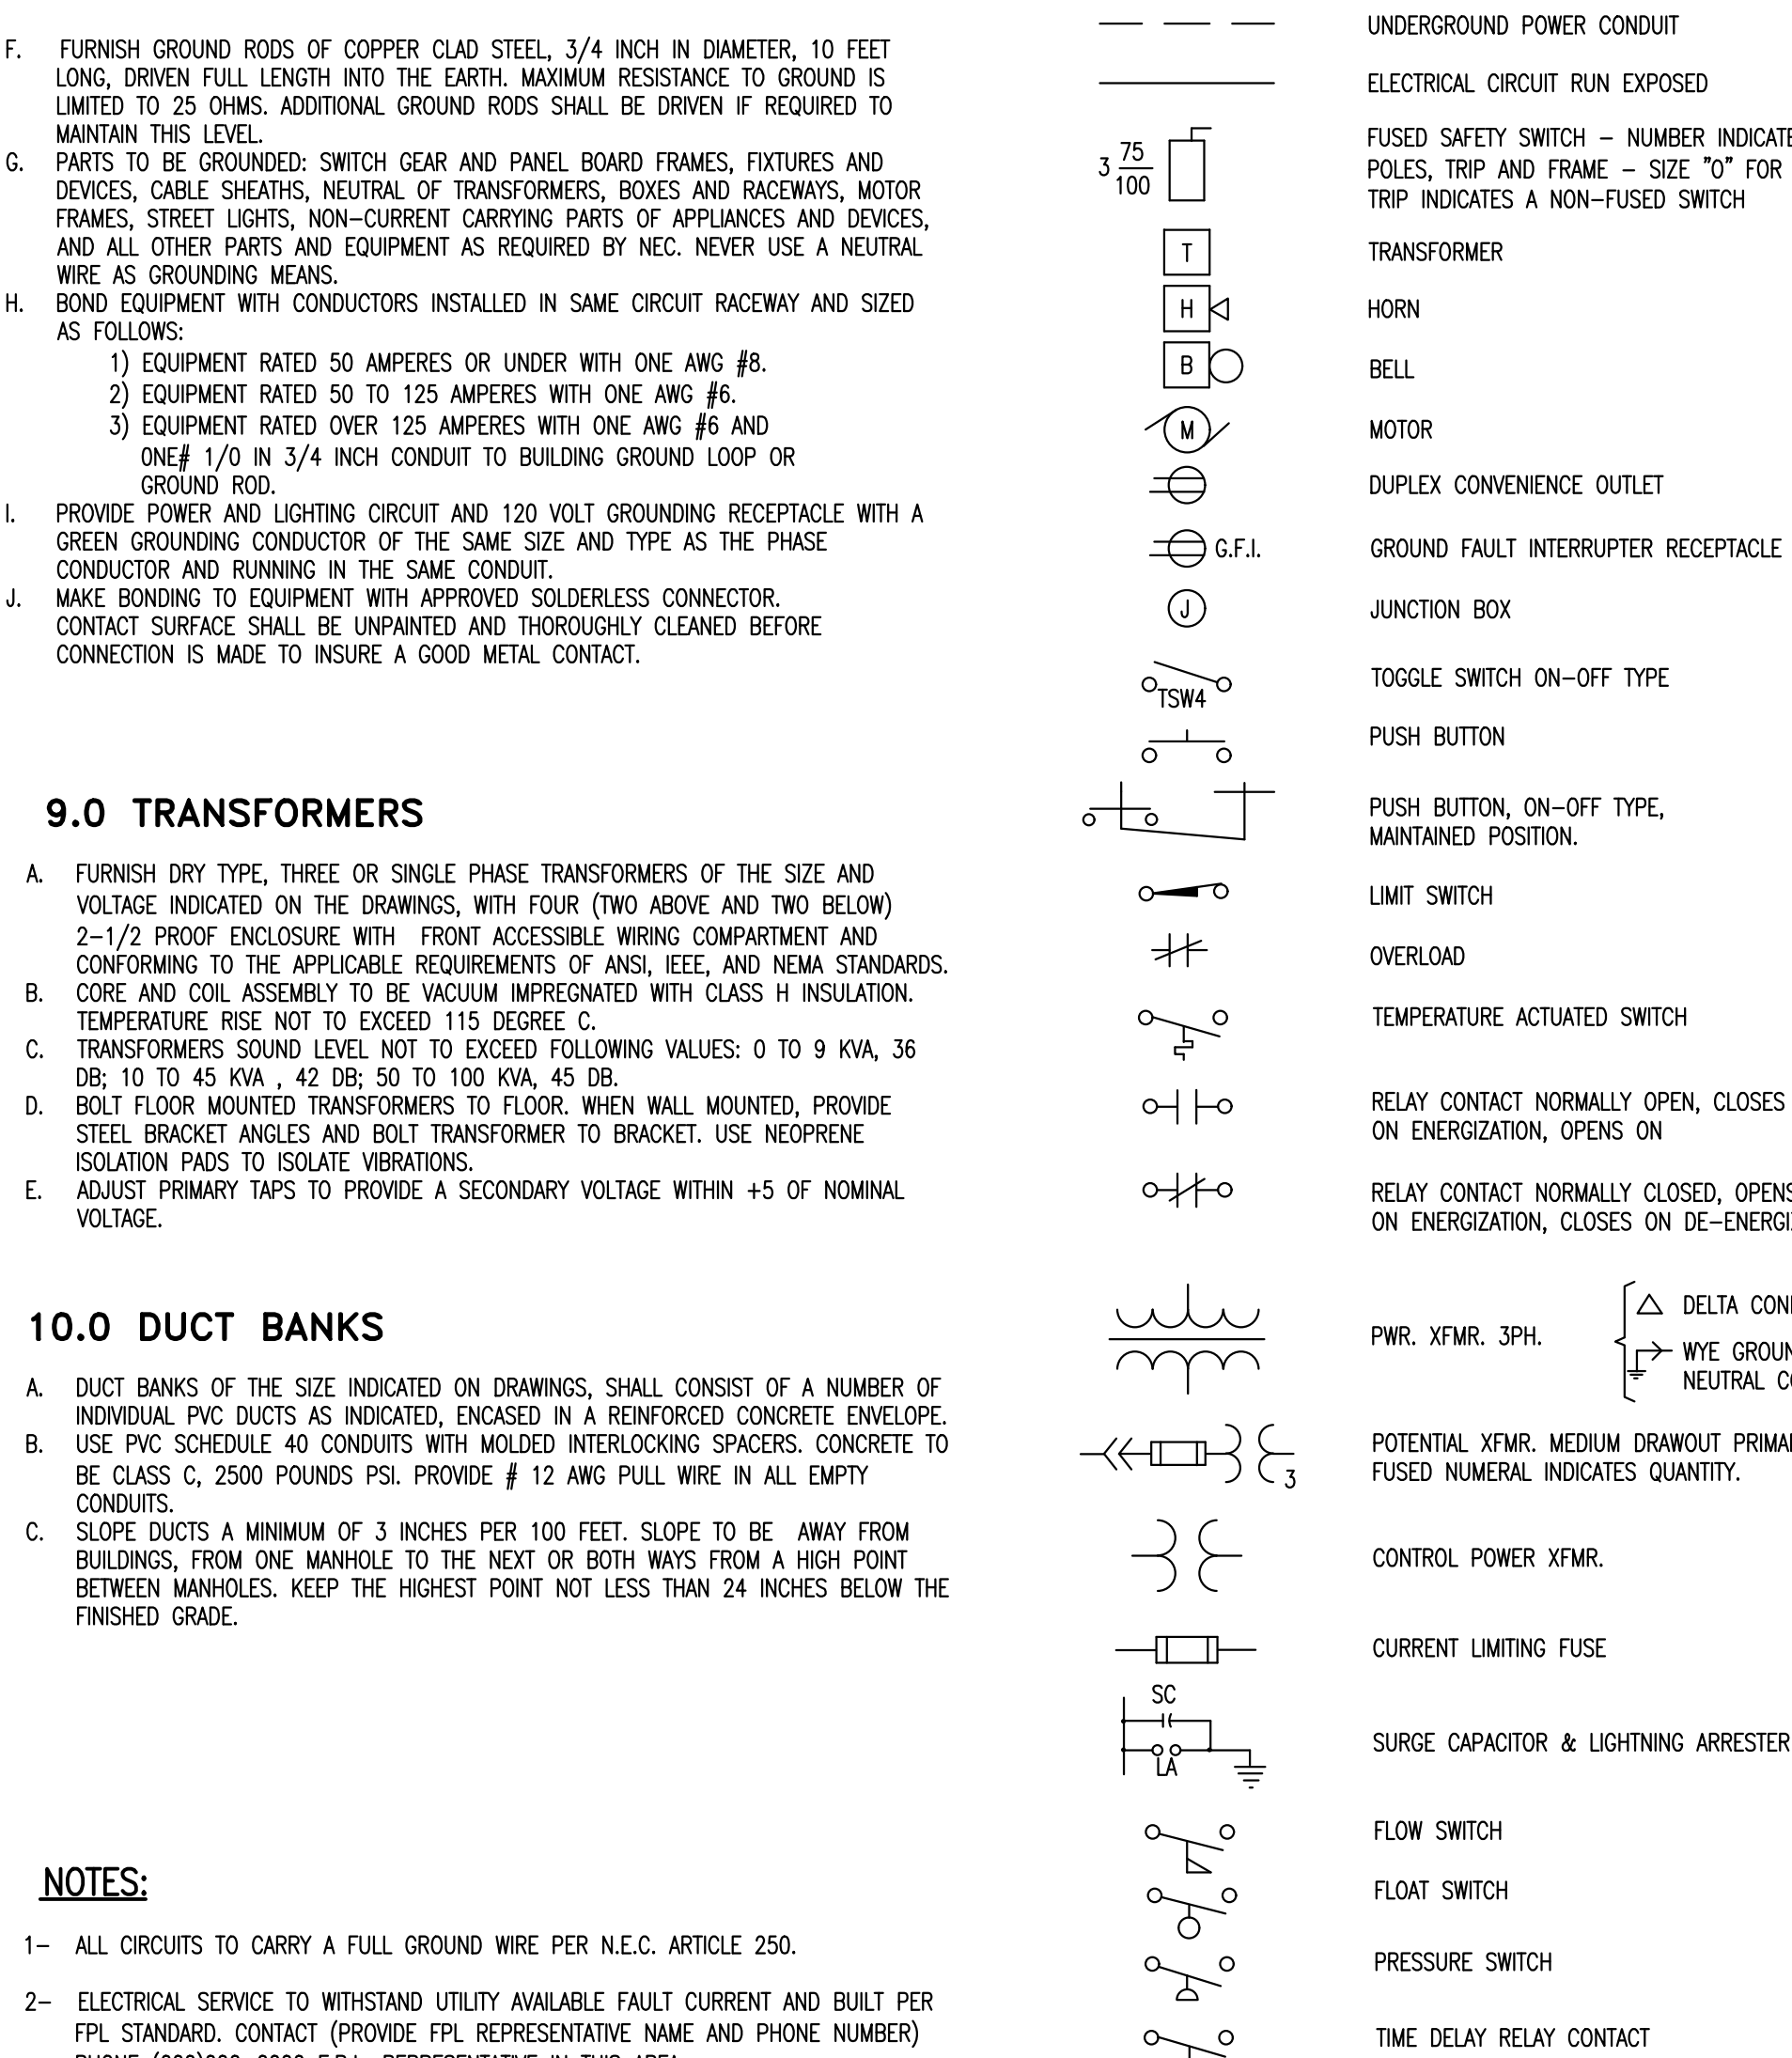 F. FURNISH GROUND RODS OF COPPER CLAD STEEL, 3/4 INCH IN DIAMETER, 10 FEET
LONG, DRIVEN FULL LENGTH INTO THE EARTH. MAXIMUM RESISTANCE TO GROUND IS
LIMITED TO 25 OHMS. ADDITIONAL GROUND RODS SHALL BE DRIVEN IF REQUIRED TO
MAINTAIN THIS LEVEL.
G. PARTS TO BE GROUNDED: SWITCH GEAR AND PANEL BOARD FRAMES, FIXTURES AND
DEVICES, CABLE SHEATHS, NEUTRAL OF TRANSFORMERS, BOXES AND RACEWAYS, MOTOR
FRAMES, STREET LIGHTS, NON-CURRENT CARRYING PARTS OF APPLIANCES AND DEVICES,
AND ALL OTHER PARTS AND EQUIPMENT AS REQUIRED BY NEC. NEVER USE A NEUTRAL
WIRE AS GROUNDING MEANS.
H. BOND EQUIPMENT WITH CONDUCTORS INSTALLED IN SAME CIRCUIT RACEWAY AND SIZED
AS FOLLOWS:
1) EQUIPMENT RATED 50 AMPERES OR UNDER WITH ONE AWG #8.
2) EQUIPMENT RATED 50 TO 125 AMPERES WITH ONE AWG #6.
3) EQUIPMENT RATED OVER 125 AMPERES WITH ONE AWG #6 AND
ONE# 1/0 IN 3/4 INCH CONDUIT TO BUILDING GROUND LOOP OR
GROUND ROD.
I. PROVIDE POWER AND LIGHTING CIRCUIT AND 120 VOLT GROUNDING RECEPTACLE WITH A
GREEN GROUNDING CONDUCTOR OF THE SAME SIZE AND TYPE AS THE PHASE
CONDUCTOR AND RUNNING IN THE SAME CONDUIT.
J. MAKE BONDING TO EQUIPMENT WITH APPROVED SOLDERLESS CONNECTOR.
CONTACT SURFACE SHALL BE UNPAINTED AND THOROUGHLY CLEANED BEFORE
CONNECTION IS MADE TO INSURE A GOOD METAL CONTACT.
9.0 TRANSFORMERS
A. FURNISH DRY TYPE, THREE OR SINGLE PHASE TRANSFORMERS OF THE SIZE AND
VOLTAGE INDICATED ON THE DRAWINGS, WITH FOUR (TWO ABOVE AND TWO BELOW)
2-1/2 PROOF ENCLOSURE WITH FRONT ACCESSIBLE WIRING COMPARTMENT AND
CONFORMING TO THE APPLICABLE REQUIREMENTS OF ANSI, IEEE, AND NEMA STANDARDS.
B. CORE AND COIL ASSEMBLY TO BE VACUUM IMPREGNATED WITH CLASS H INSULATION.
TEMPERATURE RISE NOT TO EXCEED 115 DEGREE C.
C. TRANSFORMERS SOUND LEVEL NOT TO EXCEED FOLLOWING VALUES: 0 TO 9 KVA, 36
DB; 10 TO 45 KVA , 42 DB; 50 TO 100 KVA, 45 DB.
D. BOLT FLOOR MOUNTED TRANSFORMERS TO FLOOR. WHEN WALL MOUNTED, PROVIDE
STEEL BRACKET ANGLES AND BOLT TRANSFORMER TO BRACKET. USE NEOPRENE
ISOLATION PADS TO ISOLATE VIBRATIONS.
E. ADJUST PRIMARY TAPS TO PROVIDE A SECONDARY VOLTAGE WITHIN +5 OF NOMINAL
VOLTAGE.
10.0 DUCT BANKS
A. DUCT BANKS OF THE SIZE INDICATED ON DRAWINGS, SHALL CONSIST OF A NUMBER OF
INDIVIDUAL PVC DUCTS AS INDICATED, ENCASED IN A REINFORCED CONCRETE ENVELOPE.
B. USE PVC SCHEDULE 40 CONDUITS WITH MOLDED INTERLOCKING SPACERS. CONCRETE TO
BE CLASS C, 2500 POUNDS PSI. PROVIDE # 12 AWG PULL WIRE IN ALL EMPTY
CONDUITS.
C. SLOPE DUCTS A MINIMUM OF 3 INCHES PER 100 FEET. SLOPE TO BE AWAY FROM
BUILDINGS, FROM ONE MANHOLE TO THE NEXT OR BOTH WAYS FROM A HIGH POINT
BETWEEN MANHOLES. KEEP THE HIGHEST POINT NOT LESS THAN 24 INCHES BELOW THE
FINISHED GRADE.
NOTES:
1- ALL CIRCUITS TO CARRY A FULL GROUND WIRE PER N.E.C. ARTICLE 250.
2- ELECTRICAL SERVICE TO WITHSTAND UTILITY AVAILABLE FAULT CURRENT AND BUILT PER
FPL STANDARD. CONTACT (PROVIDE FPL REPRESENTATIVE NAME AND PHONE NUMBER)
UNDERGROUND POWER CONDUIT
ELECTRICAL CIRCUIT RUN EXPOSED
3 75
100
FUSED SAFETY SWITCH - NUMBER
POLES, TRIP AND FRAME - SIZE "0" FOR
TRIP INDICATES A NON-FUSED SWITCH
T TRANSFORMER
H HORN
B BELL
M MOTOR
DUPLEX CONVENIENCE OUTLET
G.F.I. GROUND FAULT INTERRUPTER RECEPTACLE
J JUNCTION BOX
TSW4 TOGGLE SWITCH ON-OFF TYPE
PUSH BUTTON
PUSH BUTTON, ON-OFF TYPE,
MAINTAINED POSITION.
LIMIT SWITCH
OVERLOAD
TEMPERATURE ACTUATED SWITCH
RELAY CONTACT NORMALLY OPEN, CLOSES
ON ENERGIZATION, OPENS ON
RELAY CONTACT NORMALLY CLOSED, OPENS
ON ENERGIZATION, CLOSES ON
PWR. XFMR. 3PH.
DELTA
WYE
NEUTRAL
3
POTENTIAL XFMR. MEDIUM DRAWOUT
FUSED NUMERAL INDICATES QUANTITY.
CONTROL POWER XFMR.
CURRENT LIMITING FUSE
SC
LA
SURGE CAPACITOR & LIGHTNING ARRESTER
FLOW SWITCH
FLOAT SWITCH
PRESSURE SWITCH
TIME DELAY RELAY CONTACT